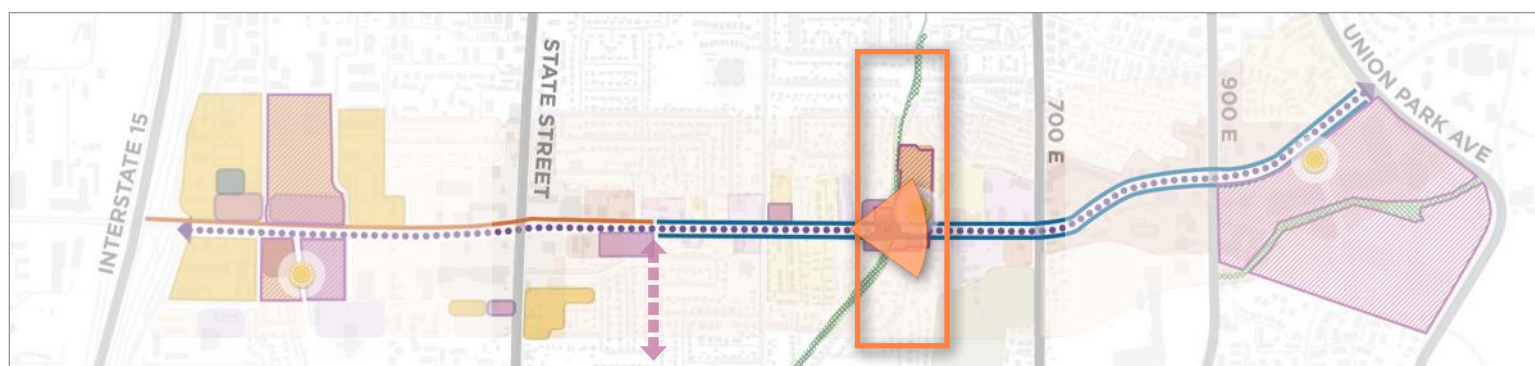 INTERSTATE 15
STATE STREET
700 E
900 E
UNION PARK AVE